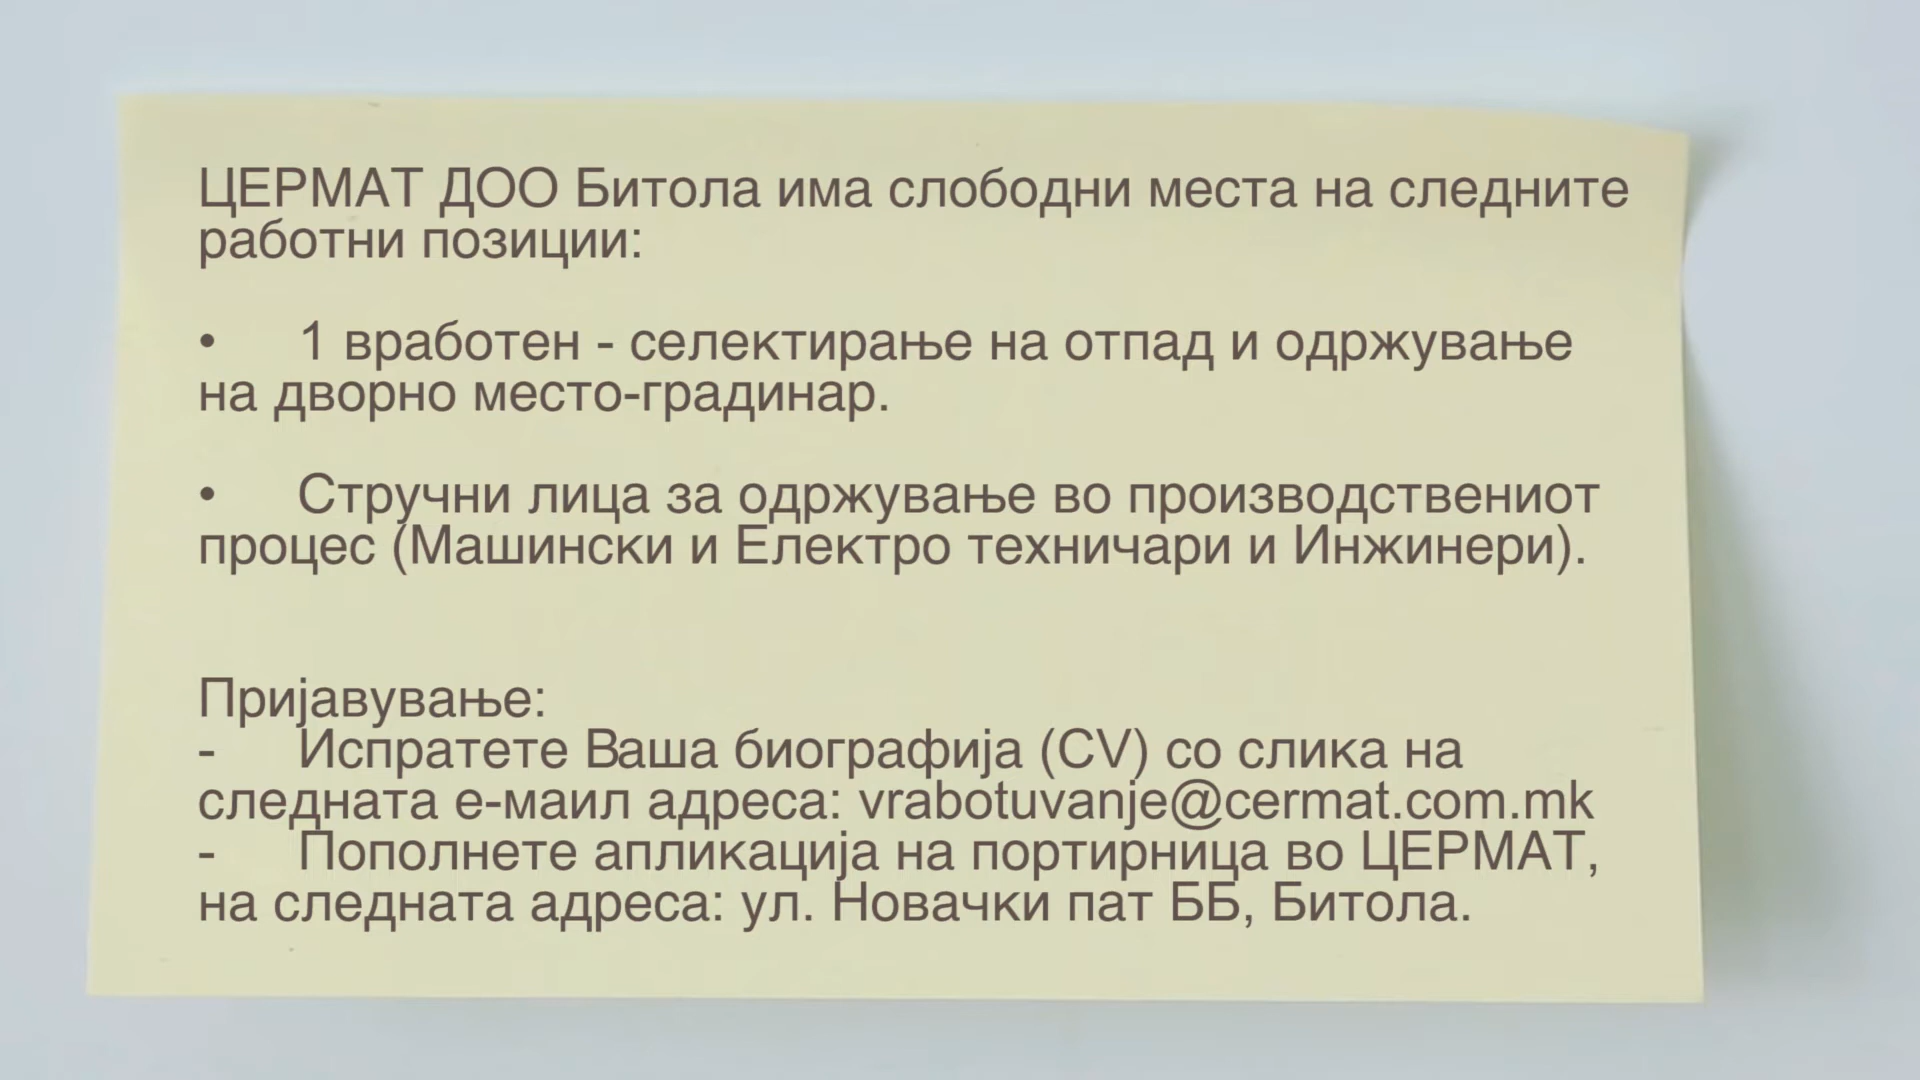 ЦЕРМАТ ДОО Битола има слободни места на следните
работни позиции:
• 1 вработен - селектирање на отпад и одржување
на дворно место-градинар.
• Стручни лица за одржување во производствениот
процес (Машински и Електро техничари и Инжинери).
Пријавување:
- Испратете Ваша биографија (CV) со слика на
следната е-маил адреса: vrabotuvanje@cermat.com.mk
- Пополнете апликација на портирница во ЦЕРМАТ,
на следната адреса: ул. Новачки пат ББ, Битола.